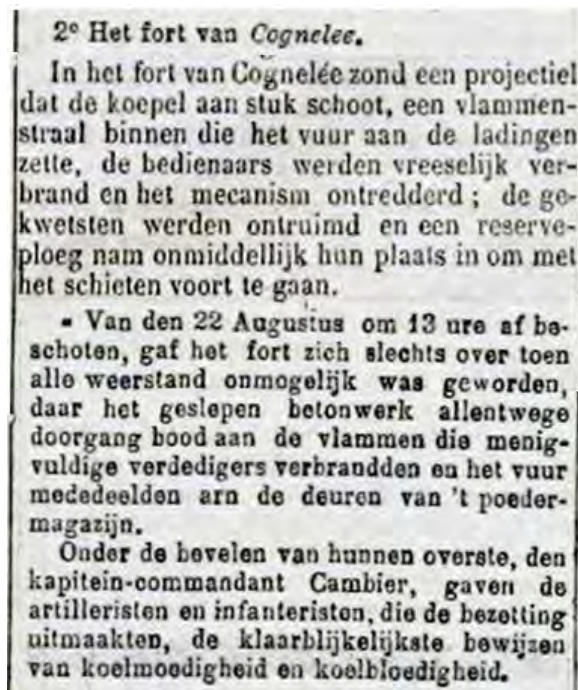 2° Het fort van Cognelee.
In het fort van Cognelée zond een projectiel
dat de koepel aan stuk schoot, een vlammen-
straal binnen die het vuur aan de ladingen
zette, de bedienaars werden vreeselijk ver-
brand en het mecanism ontredderd ; de ge-
kwetsten werden ontruimd en een reserve-
ploeg nam onmiddellijk hun plaats in om met
het schieten voort te gaan.
« Van den 22 Augustus om 13 ure af be-
schoten, gaf het fort zich slechts over toen
alle weerstand onmogelijk was geworden,
daar het geslepen betonwerk allentwege
doorgang bood aan de vlammen die menig-
vuldige verdedigers verbrandden en het vuur
mededeelden arn de deuren van 't poeder-
magazijn.
Onder de bevelen van hunnen overste, den
kapitein-commandant Cambier, gaven de
artilleristen en infanteristen, die de bezetting
uitmaakten, de klaarblijkelijkste bewijzen
van koelmoedigheid en koelbloedigheid."